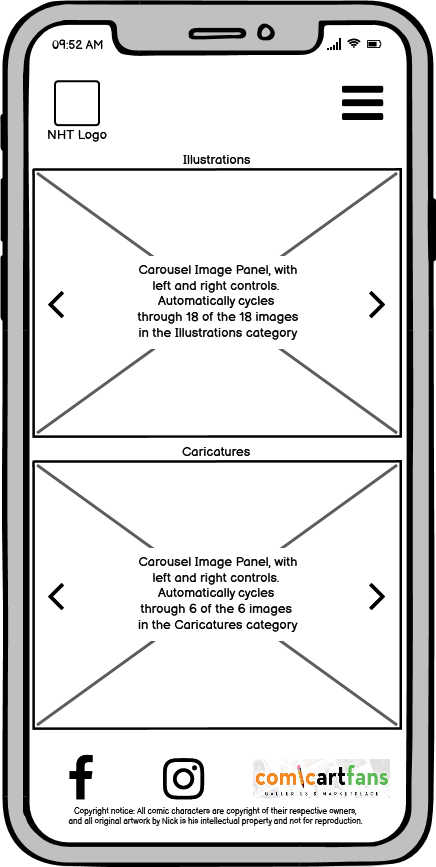 09:52 AM
NHT Logo
Illustrations
Carousel Image Panel, with
left and right controls.
Automatically cycles
through 18 of the 18 images
in the Illustrations category
Caricatures
Carousel Image Panel, with
left and right controls.
Automatically cycles
through 6 of the 6 images
in the Caricatures category
comicartfans
GALLERIES & MARKETPLACE
Copyright notice: All comic characters are copyright of their respective owners,
and all original artwork by Nick is his intellectual property and not for reproduction.